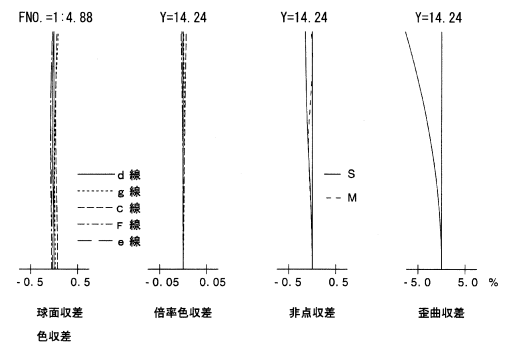 FNO. =1:4.88
Y=14.24
Y=14.24
Y=14.24
d 線
g 線
C 線
F 線
e 線
S
M
-0.5 0.5
-0.05 0.05
-0.5 0.5
-5.0 5.0 %
球面収差
色収差
倍率色収差
非点収差
歪曲収差